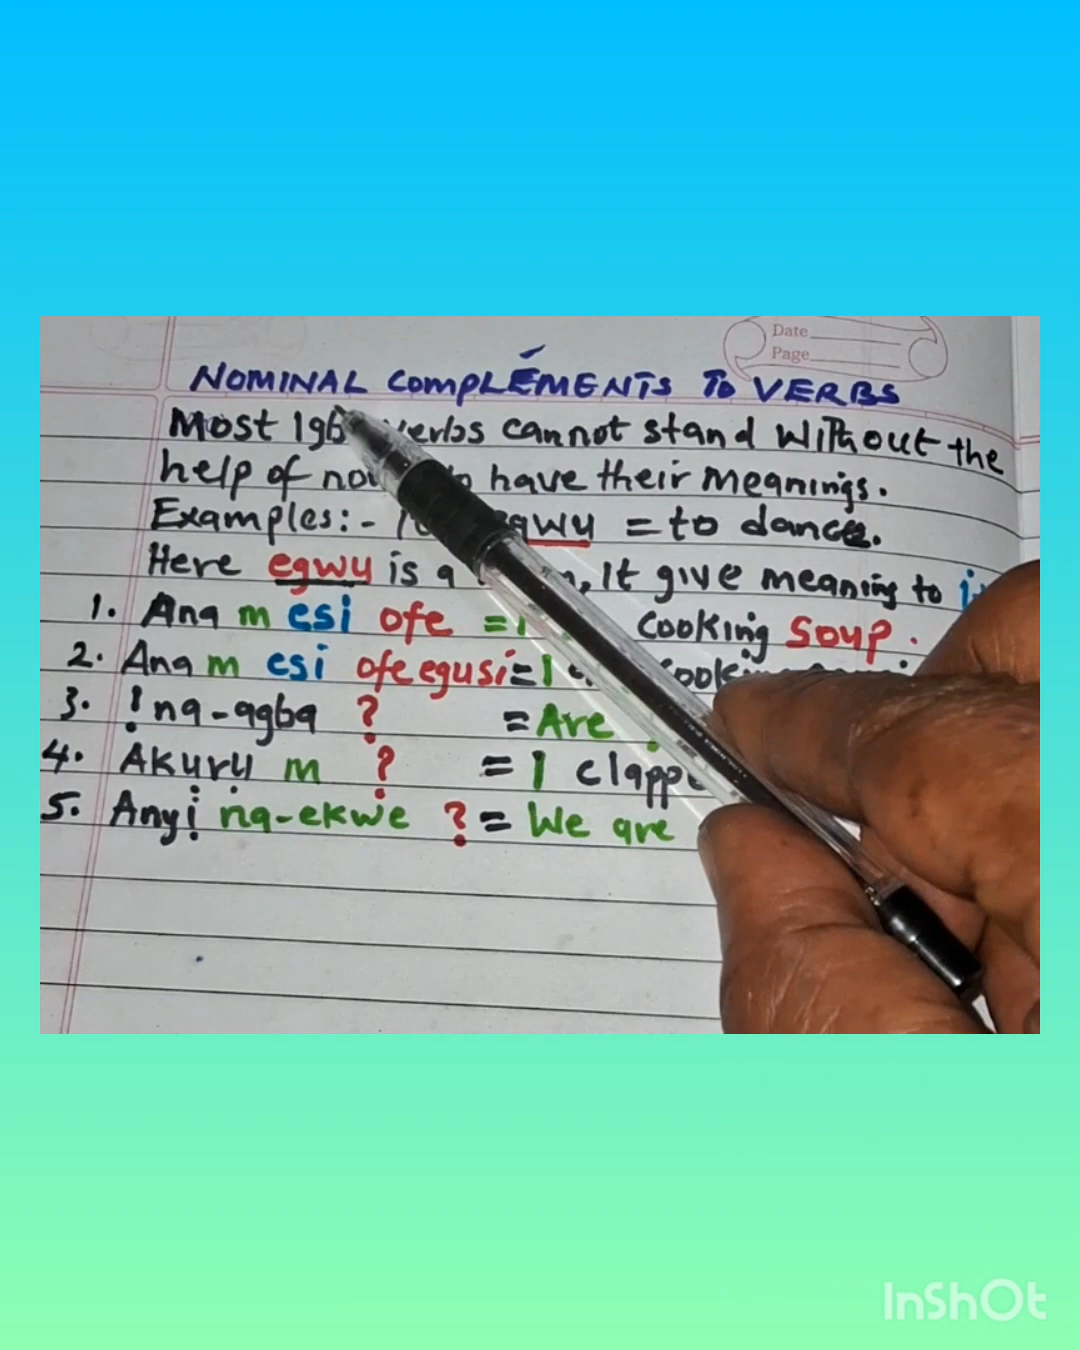 Date
Page
NOMINAL COMPLEMENTS TO VERBS
Most Igbo verbs cannot stand without the
help of to have their meanings.
Examples:- egwu = to dance.
Here egwu is a It give meaning to
1. Ana m esi ofe = I cooking Soup.
2. Ana m esi ofe egusi = I
3. Ị na-agba ? = Are
4. Akụrụ m ? = I clapped
5. Anyị na-ekwe ? = We are
InShOt